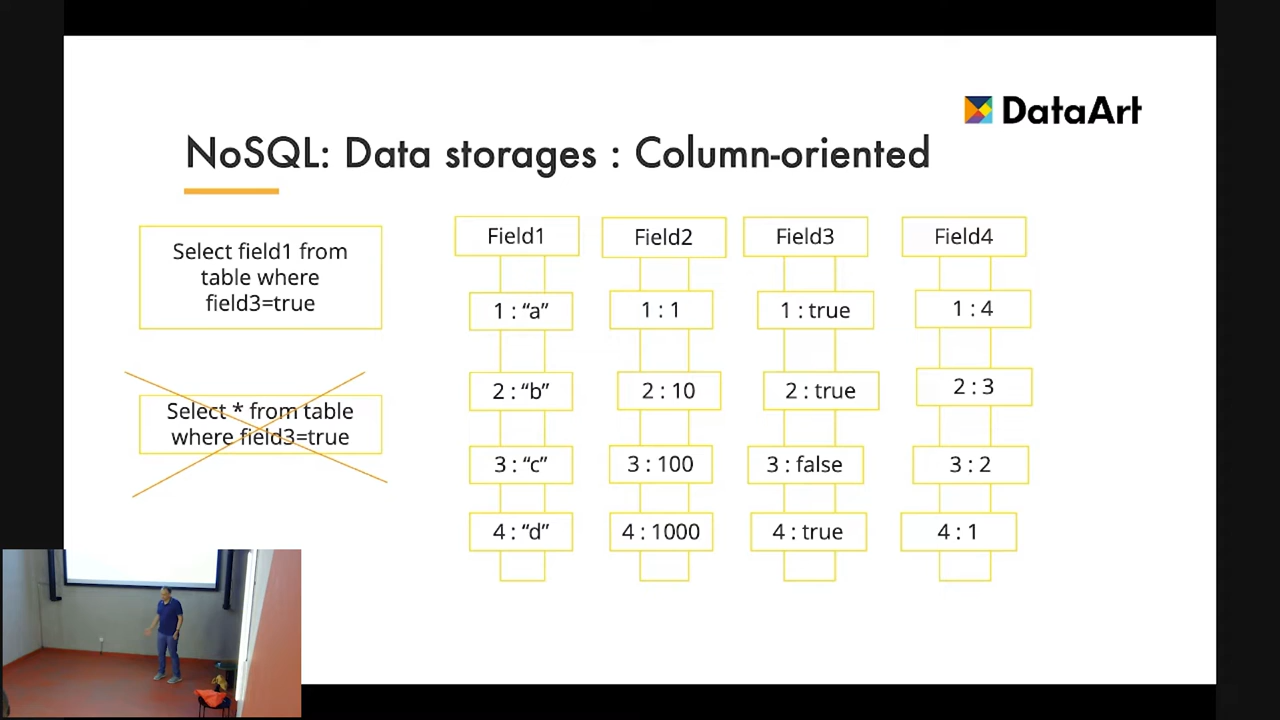 DataArt
NoSQL: Data storages : Column-oriented
Select field1 from
table where
field3=true
Select * from table
where field3=true
Field1 Field2 Field3 Field4
1 : “a” 1 : 1 1 : true 1 : 4
2 : “b” 2 : 10 2 : true 2 : 3
3 : “c” 3 : 100 3 : false 3 : 2
4 : “d” 4 : 1000 4 : true 4 : 1